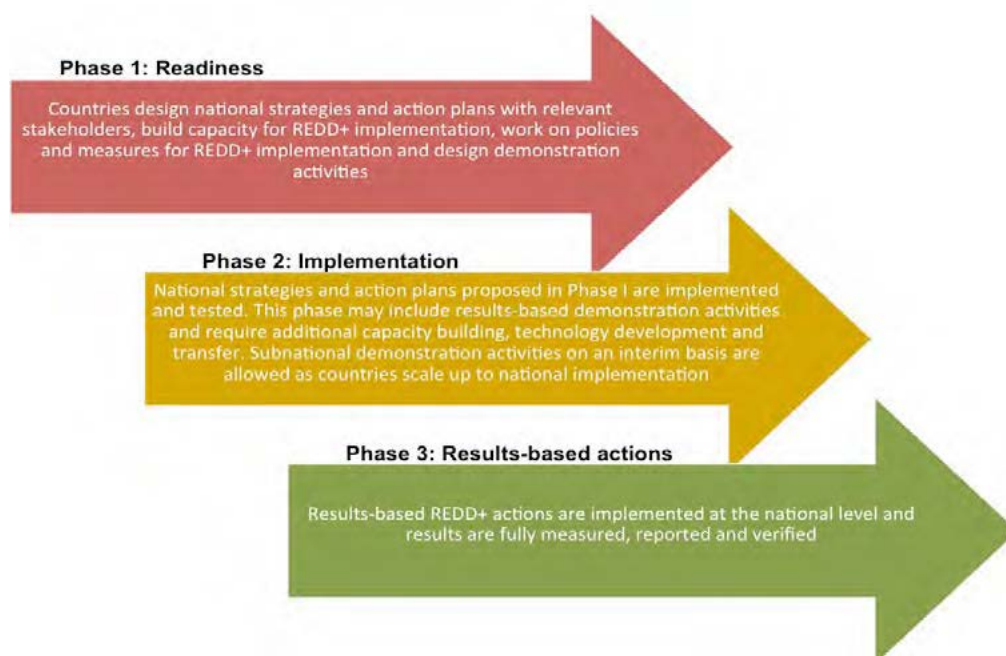 Phase 1: Readiness
Countries design national strategies and action plans with relevant
stakeholders, build capacity for REDD+ implementation, work on policies
and measures for REDD+ implementation and design demonstration
activities
Phase 2: Implementation
National strategies and action plans proposed in Phase I are implemented
and tested. This phase may include results-based demonstration activities
and require additional capacity building, technology development and
transfer. Subnational demonstration activities on an interim basis are
allowed as countries scale up to national implementation
Phase 3: Results-based actions
Results-based REDD+ actions are implemented at the national level and
results are fully measured, reported and verified